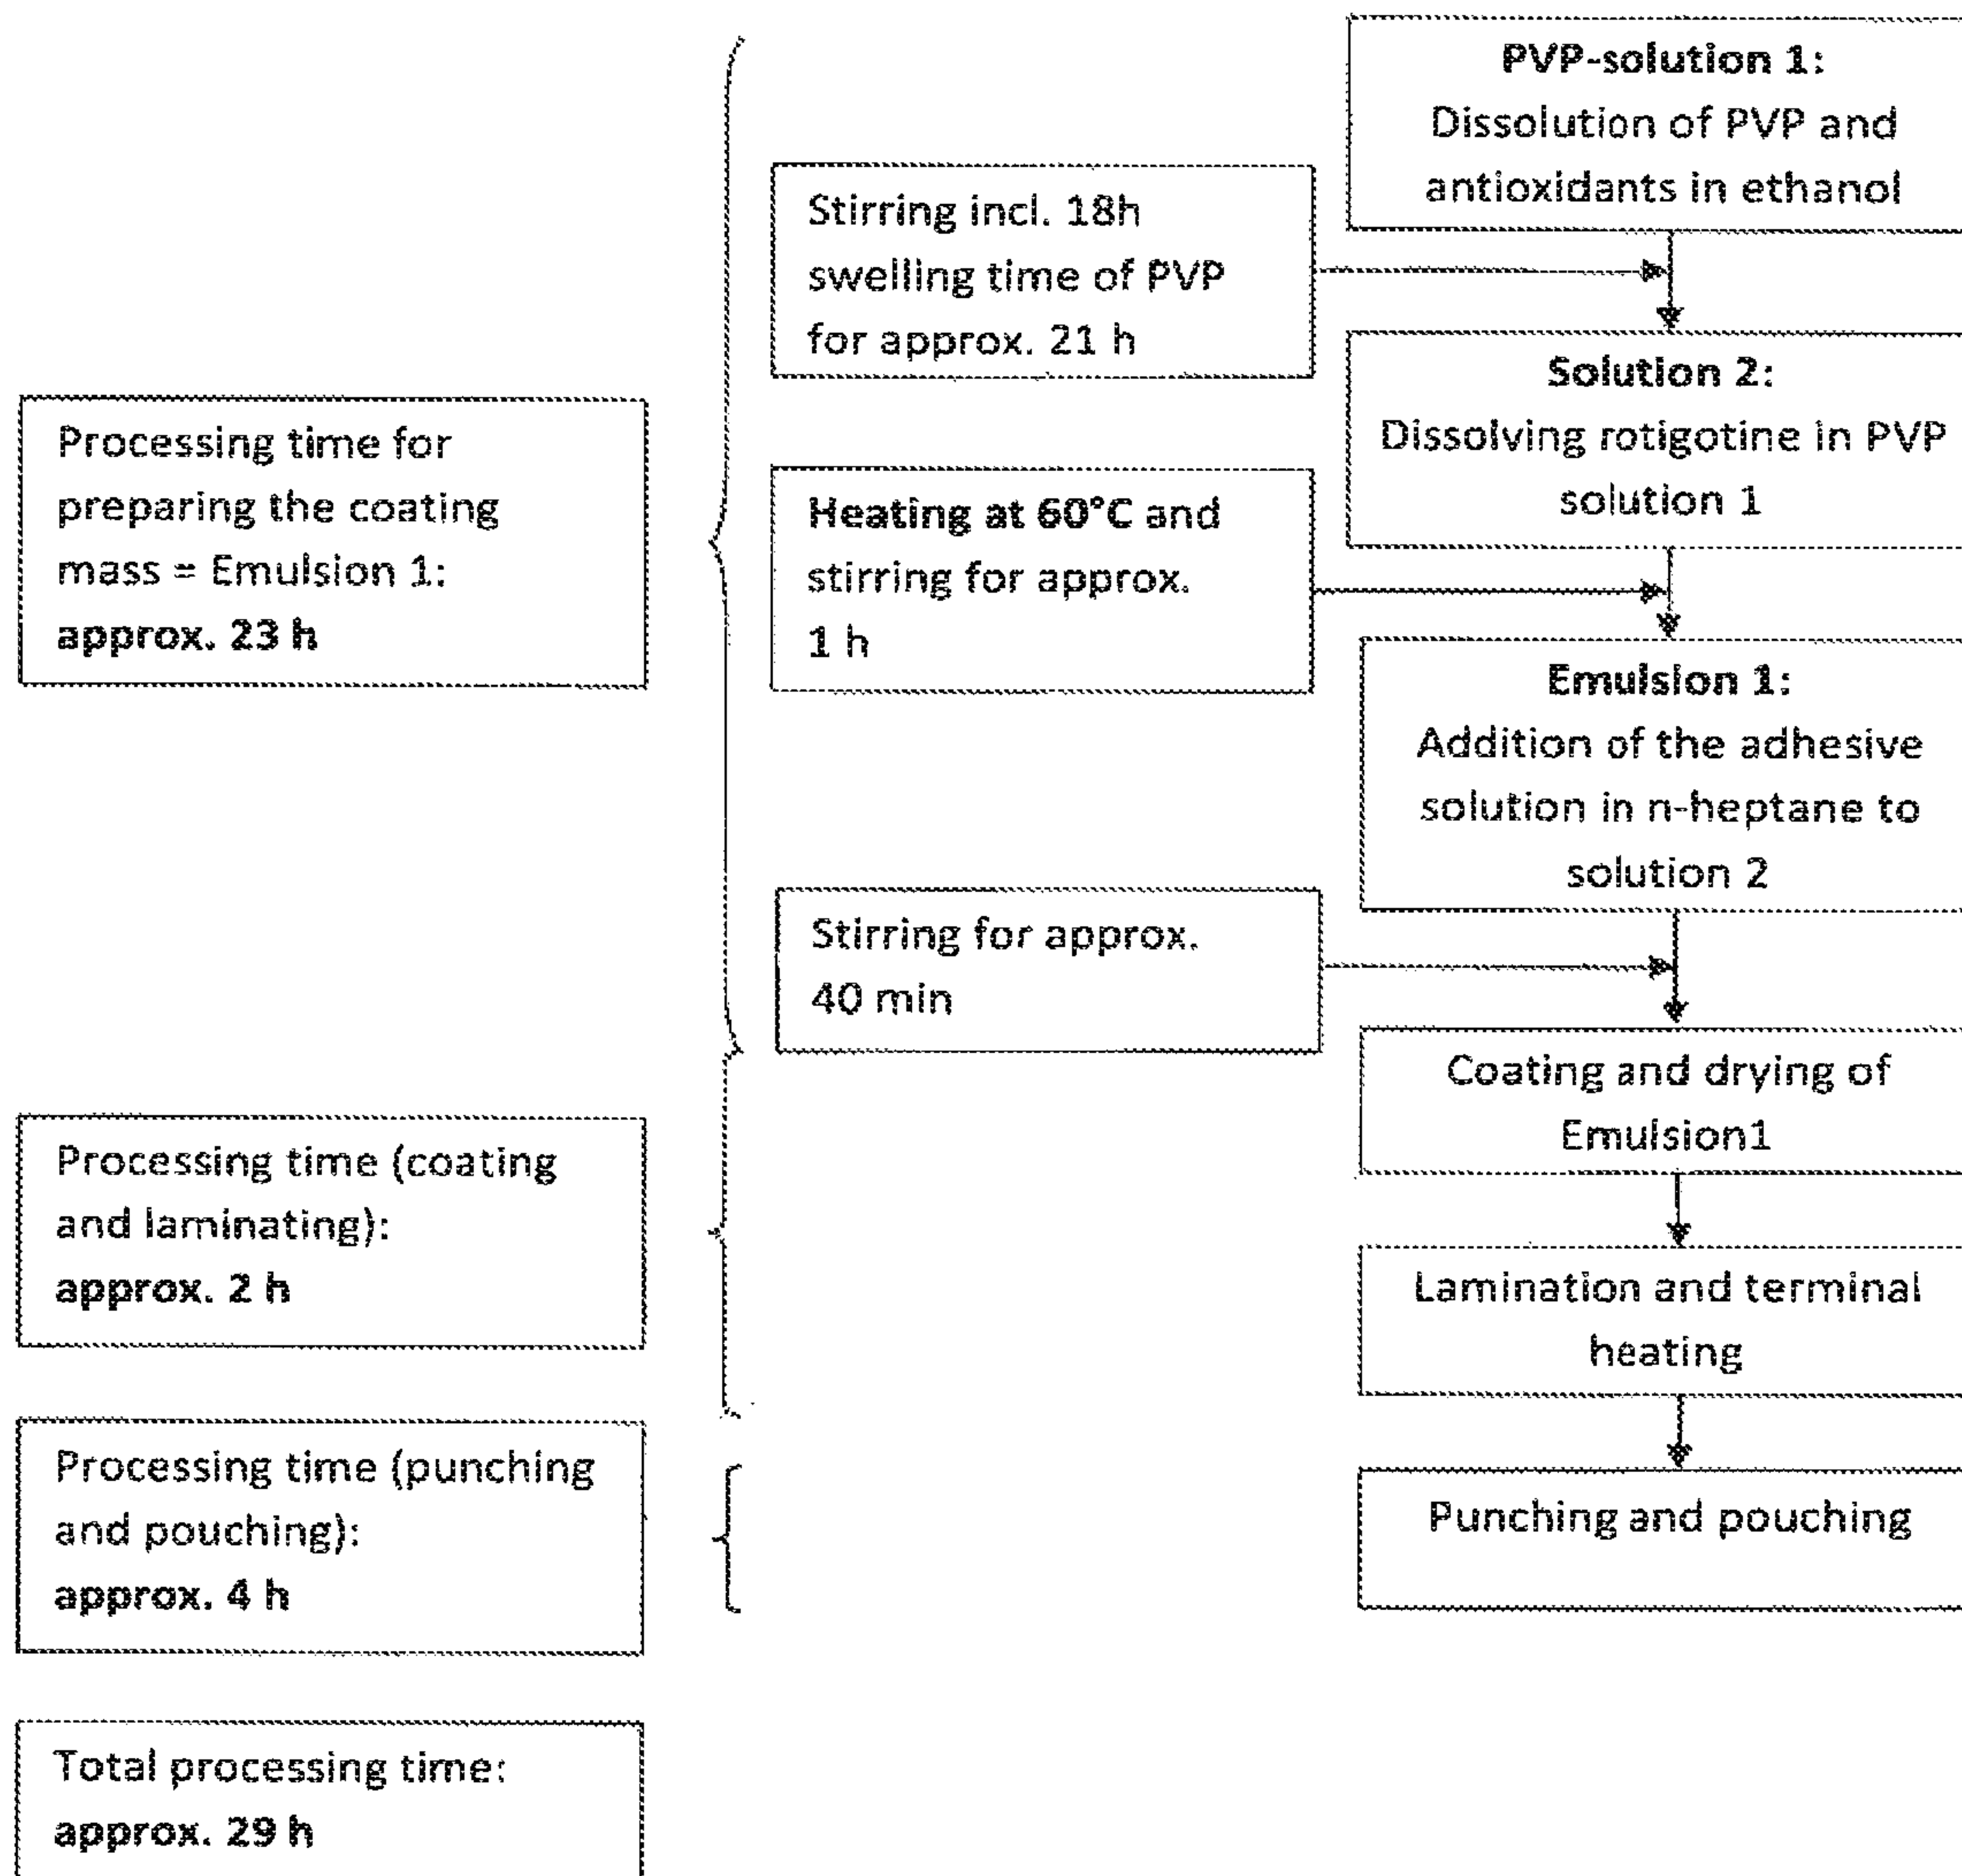 PVP-solution 1:
Dissolution of PVP and
antioxidants in ethanol
Stirring incl. 18h
swelling time of PVP
for approx. 21 h
Solution 2:
Dissolving rotigotine in PVP
solution 1
Processing time for
preparing the coating
mass = Emulsion 1:
approx. 23 h
Heating at 60°C and
stirring for approx.
1 h
Emulsion 1:
Addition of the adhesive
solution in n-heptane to
solution 2
Stirring for approx.
40 min
Coating and drying of
Emulsion1
Processing time (coating
and laminating):
approx. 2 h
Lamination and terminal
heating
Processing time (punching
and pouching):
approx. 4 h
Punching and pouching
Total processing time:
approx. 29 h